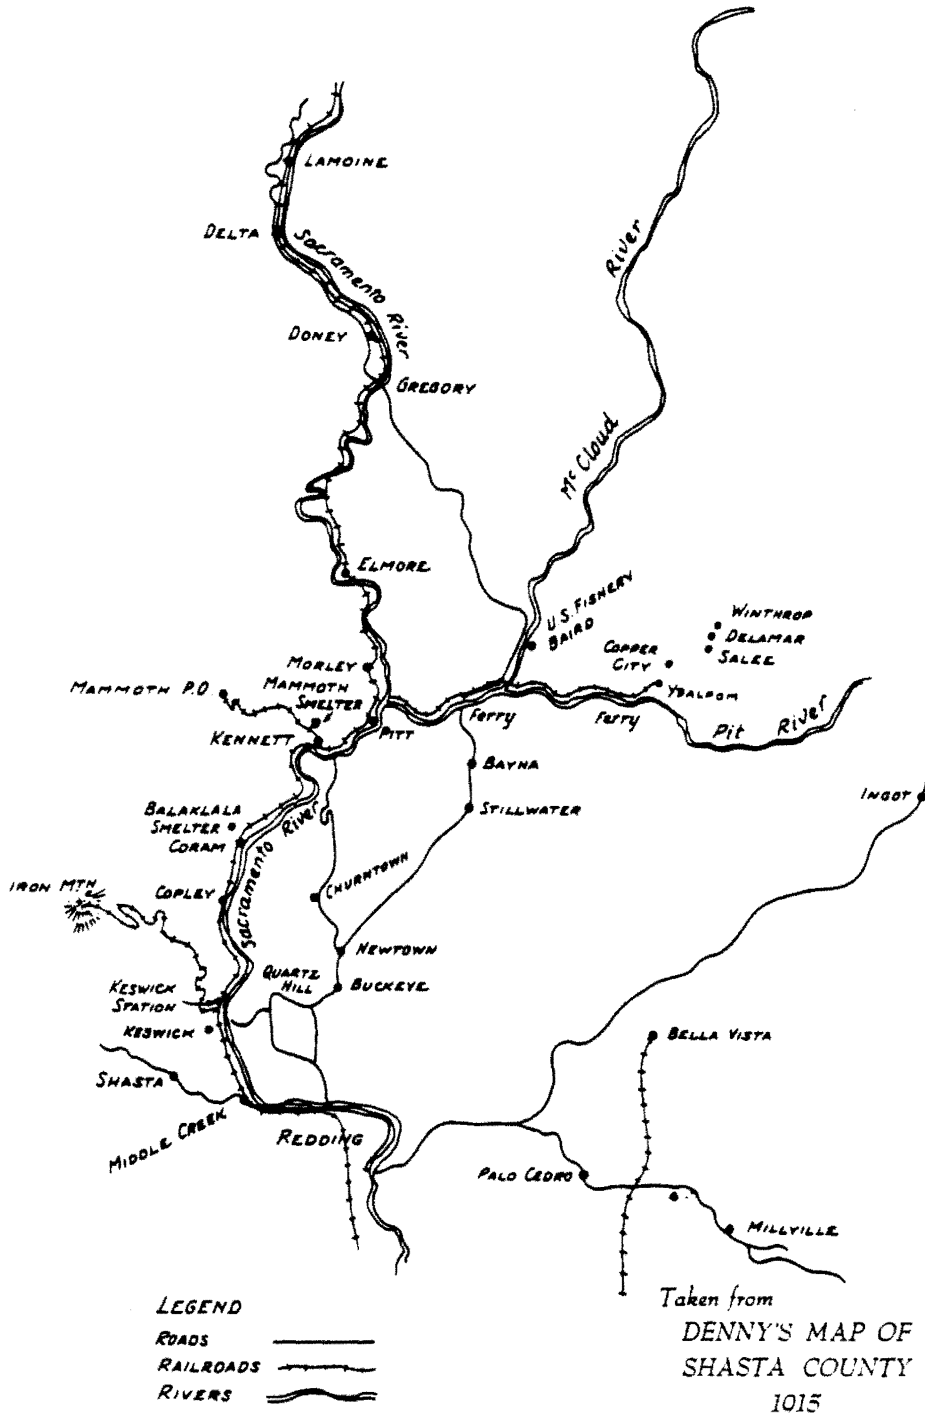 LAMOINE
DELTA
Sacramento River
DONEY
GREGORY
River
McCloud
ELMORE
U.S. FISHERY
BAIRD
WINTHROP
DELAMAR
SALEE
COPPER
CITY
YDALPOM
MORLEY
MAMMOTH
SMELTER
MAMMOTH P.O.
KENNETT
PITT
Ferry
Ferry
Pit River
BAYHA
STILLWATER
INGOT
BALAKLALA
SMELTER
CORAM
Sacramento River
CHURNTOWN
IRON MTN
MIN.
COPLEY
NEWTOWN
QUARTZ
HILL
BUCKEYE
KESWICK
STATION
KESWICK
BELLA VISTA
SHASTA
MIDDLE CREEK
REDDING
PALO CEDRO
MILLVILLE
LEGEND
ROADS
RAILROADS
RIVERS
Taken from
DENNY'S MAP OF
SHASTA COUNTY
1915